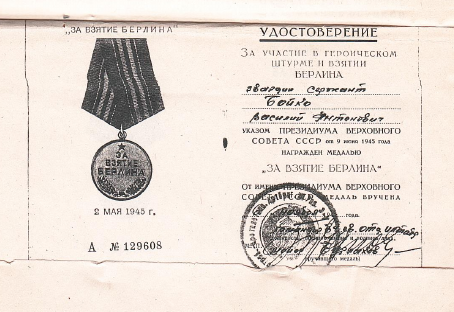 „ЗА ВЗЯТИЕ БЕРЛИНА“
ЗА
ВЗЯТИЕ
БЕРЛИНА
2 МАЯ 1945 г.
А № 129608
УДОСТОВЕРЕНИЕ
ЗА УЧАСТИЕ В ГЕРОИЧЕСКОМ
ШТУРМЕ И ВЗЯТИИ
БЕРЛИНА
гвардии Сержант
Бойко
Василий Антонович
УКАЗОМ ПРЕЗИДИУМА ВЕРХОВНОГО
СОВЕТА СССР от 9 июня 1945 года
НАГРАЖДЕН МЕДАЛЬЮ
„ЗА ВЗЯТИЕ БЕРЛИНА“
ОТ ИМЕНИ ПРЕЗИДИУМА ВЕРХОВНОГО
СОВЕТА МЕДАЛЬ ВРУЧЕНА
года